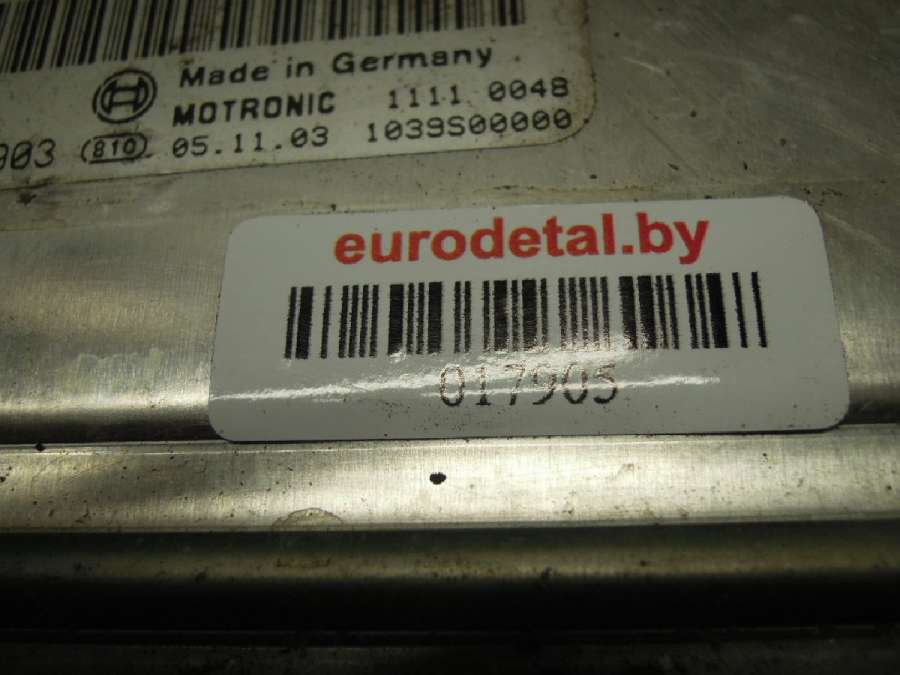 Made in Germany
MOTRONIC 1111 0048
003 810 05.11.03 1039S00000
eurodetal.by
017905